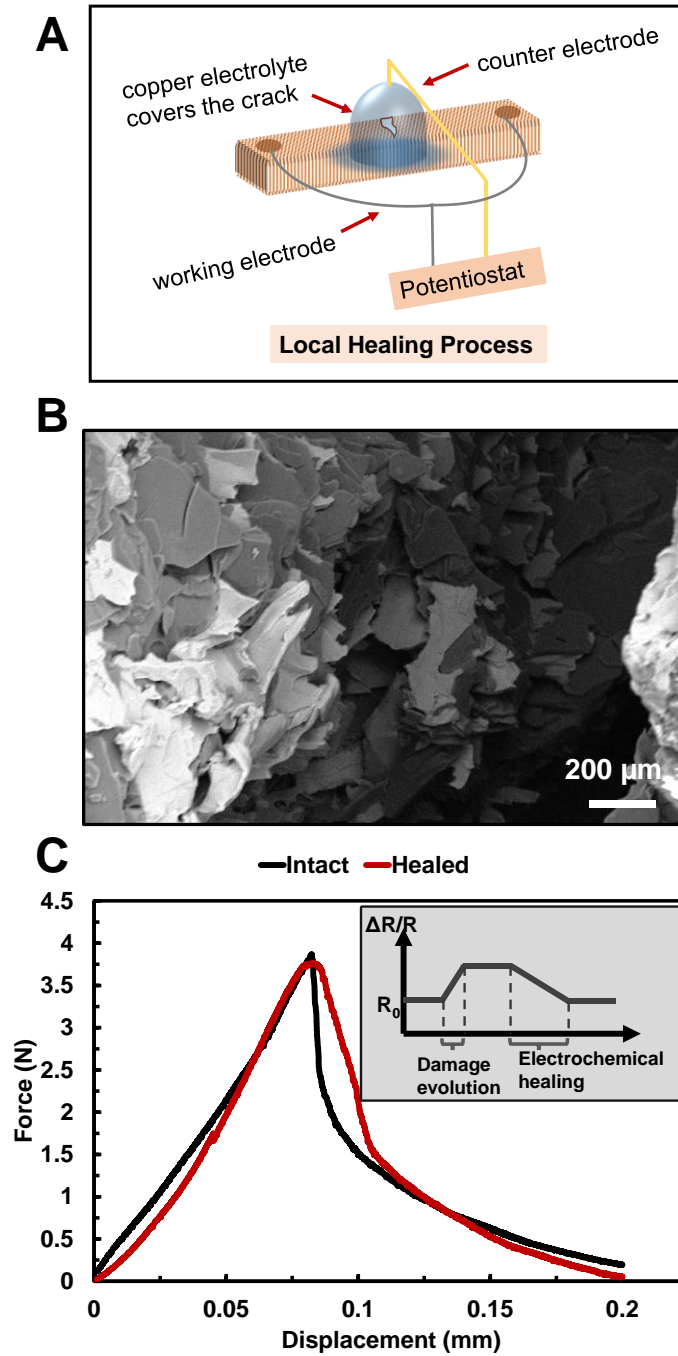 A
copper electrolyte
covers the crack
counter electrode
working electrode
Potentiostat
Local Healing Process
B
200 µm
C
Intact
Healed
4.5
4
3.5
3
2.5
2
1.5
1
0.5
0
Force (N)
0
0.05
0.1
0.15
0.2
Displacement (mm)
ΔR/R
R₀
Damage
evolution
Electrochemical
healing